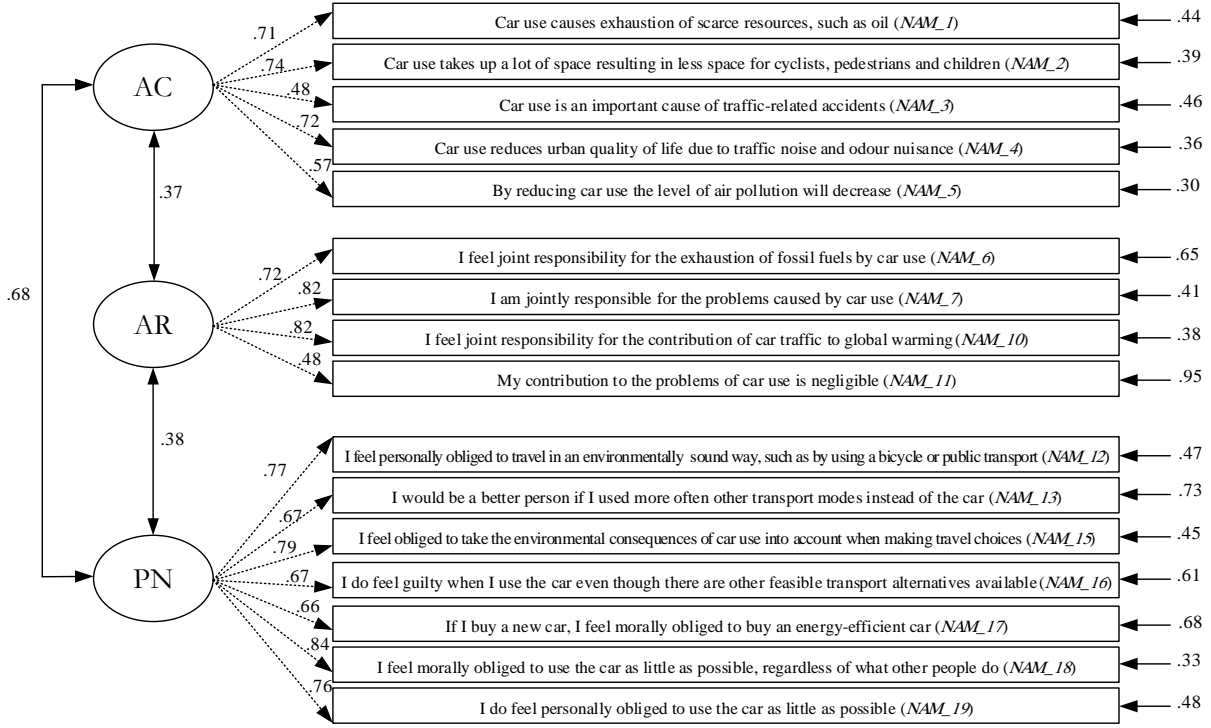 Car use causes exhaustion of scarce resources, such as oil (NAM_1)
.44
.71
Car use takes up a lot of space resulting in less space for cyclists, pedestrians and children (NAM_2)
.39
.74
AC
.48
Car use is an important cause of traffic-related accidents (NAM_3)
.46
.72
Car use reduces urban quality of life due to traffic noise and odour nuisance (NAM_4)
.36
.57
By reducing car use the level of air pollution will decrease (NAM_5)
.30
.37
I feel joint responsibility for the exhaustion of fossil fuels by car use (NAM_6)
.65
.72
.68
.82
I am jointly responsible for the problems caused by car use (NAM_7)
.41
AR
.82
I feel joint responsibility for the contribution of car traffic to global warming (NAM_10)
.38
.48
My contribution to the problems of car use is negligible (NAM_11)
.95
.38
I feel personally obliged to travel in an environmentally sound way, such as by using a bicycle or public transport (NAM_12)
.47
.77
I would be a better person if I used more often other transport modes instead of the car (NAM_13)
.73
.67
I feel obliged to take the environmental consequences of car use into account when making travel choices (NAM_15)
.45
.79
PN
.67
I do feel guilty when I use the car even though there are other feasible transport alternatives available (NAM_16)
.61
.66
If I buy a new car, I feel morally obliged to buy an energy-efficient car (NAM_17)
.68
.84
I feel morally obliged to use the car as little as possible, regardless of what other people do (NAM_18)
.33
.76
I do feel personally obliged to use the car as little as possible (NAM_19)
.48